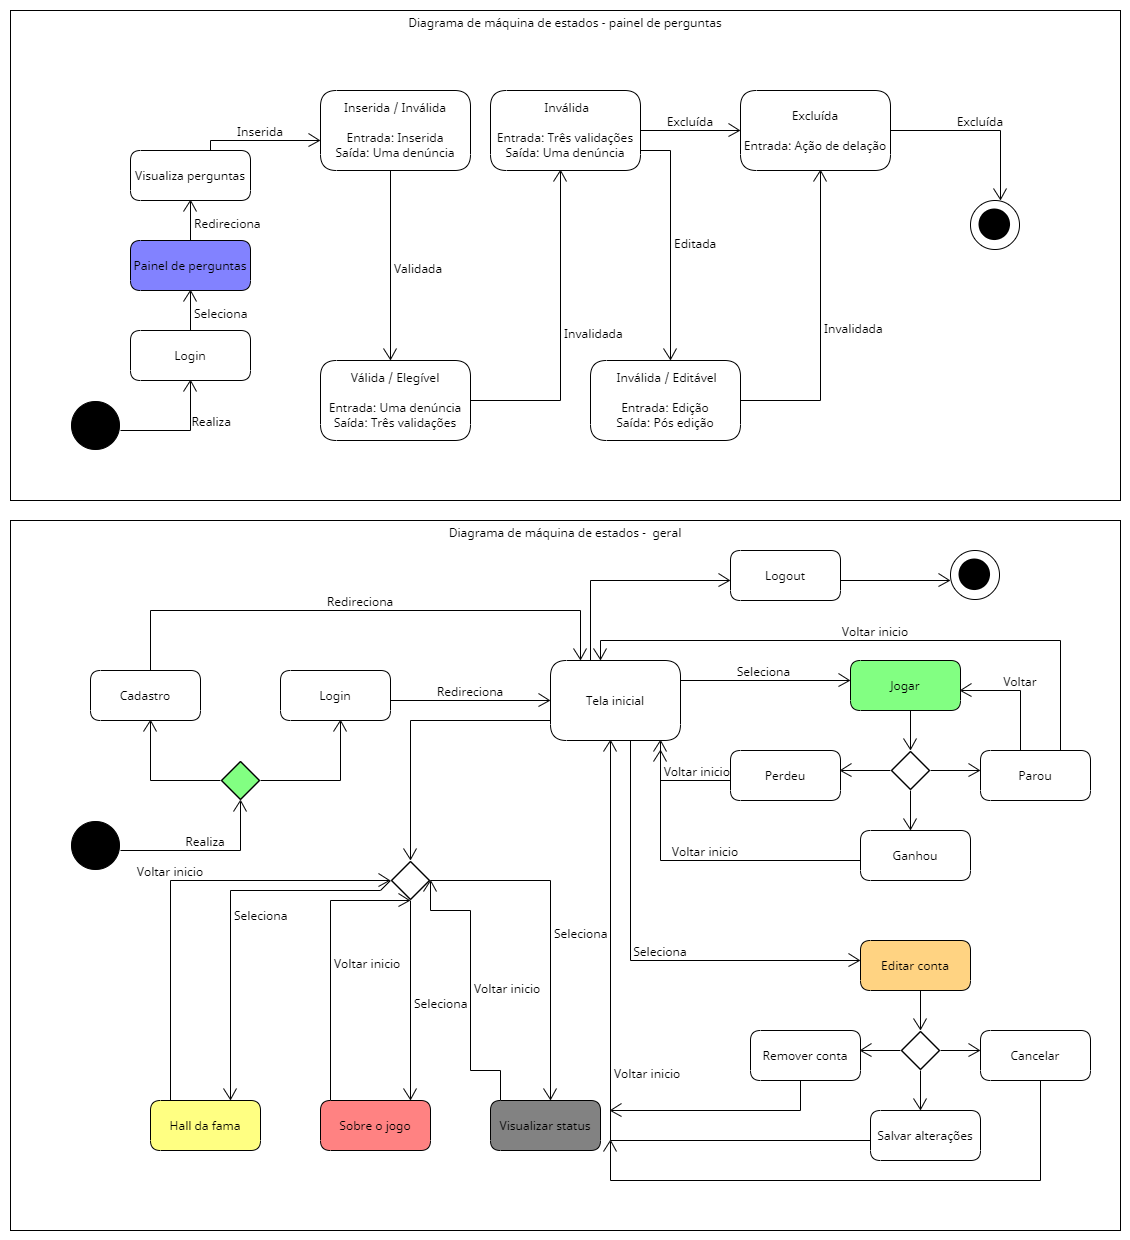 Diagrama de máquina de estados - painel de perguntas
Inserida / Inválida
Entrada: Inserida
Saída: Uma denúncia
Inválida
Entrada: Três validações
Saída: Uma denúncia
Excluída
Entrada: Ação de delação
Excluída
Excluída
Inserida
Visualiza perguntas
Redireciona
Painel de perguntas
Seleciona
Login
Realiza
Validada
Editada
Invalidada
Invalidada
Válida / Elegível
Entrada: Uma denúncia
Saída: Três validações
Inválida / Editável
Entrada: Edição
Saída: Pós edição
Diagrama de máquina de estados - geral
Logout
Redireciona
Voltar inicio
Cadastro
Login
Redireciona
Tela inicial
Seleciona
Jogar
Voltar
Voltar inicio
Perdeu
Parou
Realiza
Voltar inicio
Ganhou
Voltar inicio
Seleciona
Voltar inicio
Seleciona
Voltar inicio
Seleciona
Seleciona
Editar conta
Voltar inicio
Remover conta
Cancelar
Hall da fama
Sobre o jogo
Visualizar status
Salvar alterações